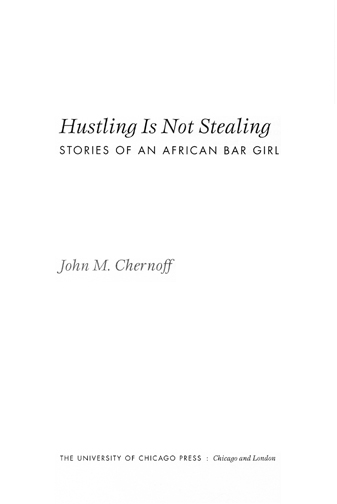 Hustling Is Not Stealing
STORIES OF AN AFRICAN BAR GIRL
John M. Chernoff
THE UNIVERSITY OF CHICAGO PRESS : Chicago and London